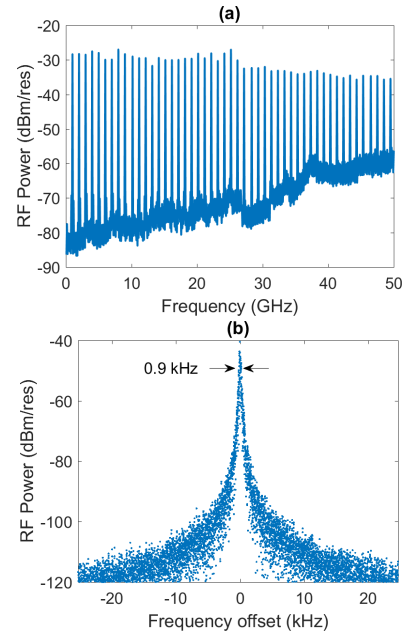 (a)
-20
-30
-40
-50
-60
-70
-80
-90
RF Power (dBm/res)
0 10 20 30 40 50
Frequency (GHz)
(b)
-40
-60
-80
-100
-120
0.9 kHz
RF Power (dBm/res)
-20 -10 0 10 20
Frequency offset (kHz)